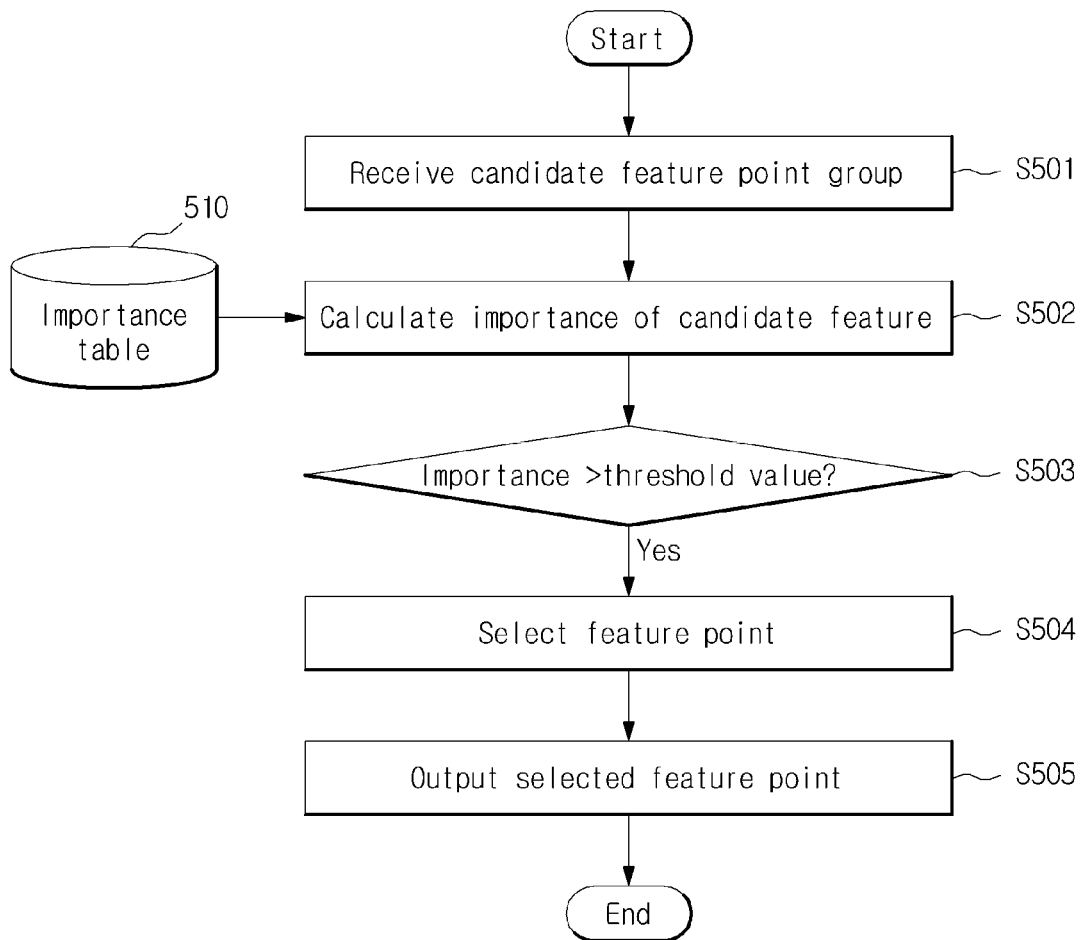 Start
Receive candidate feature point group
S501
510
Importance
table
Calculate importance of candidate feature
S502
Importance >threshold value?
S503
Yes
Select feature point
S504
Output selected feature point
S505
End